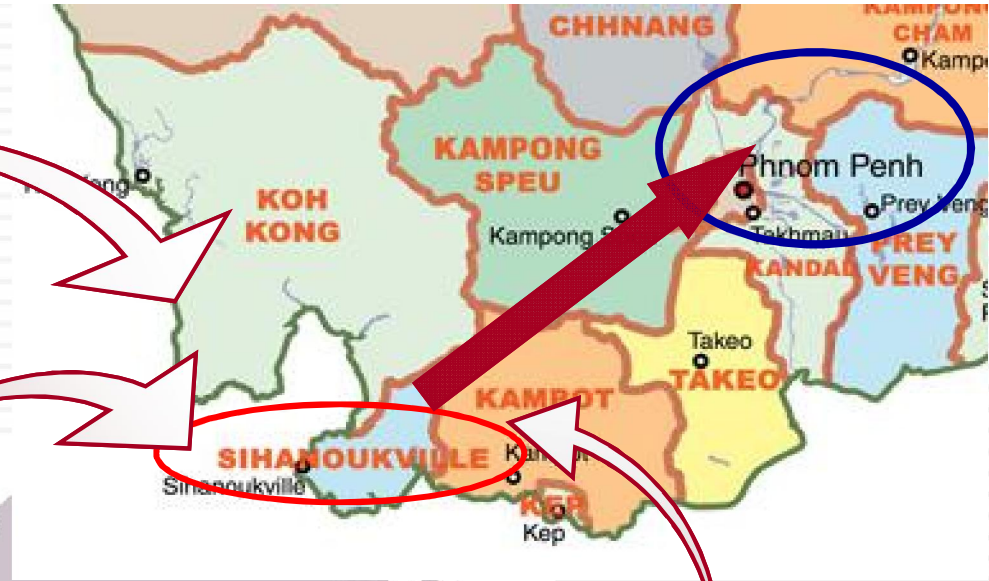 CHHNANG
KAMPONG
CHAM
KAMPONG
SPEU
Phnom Penh
KOH
KONG
Prey Veng
Kampong
Takhmau
PREY
VENG
KANDAL
Takeo
TAKEO
KAMPOT
SIHANOUKVILLE
Sihanoukville
KEP
Kep